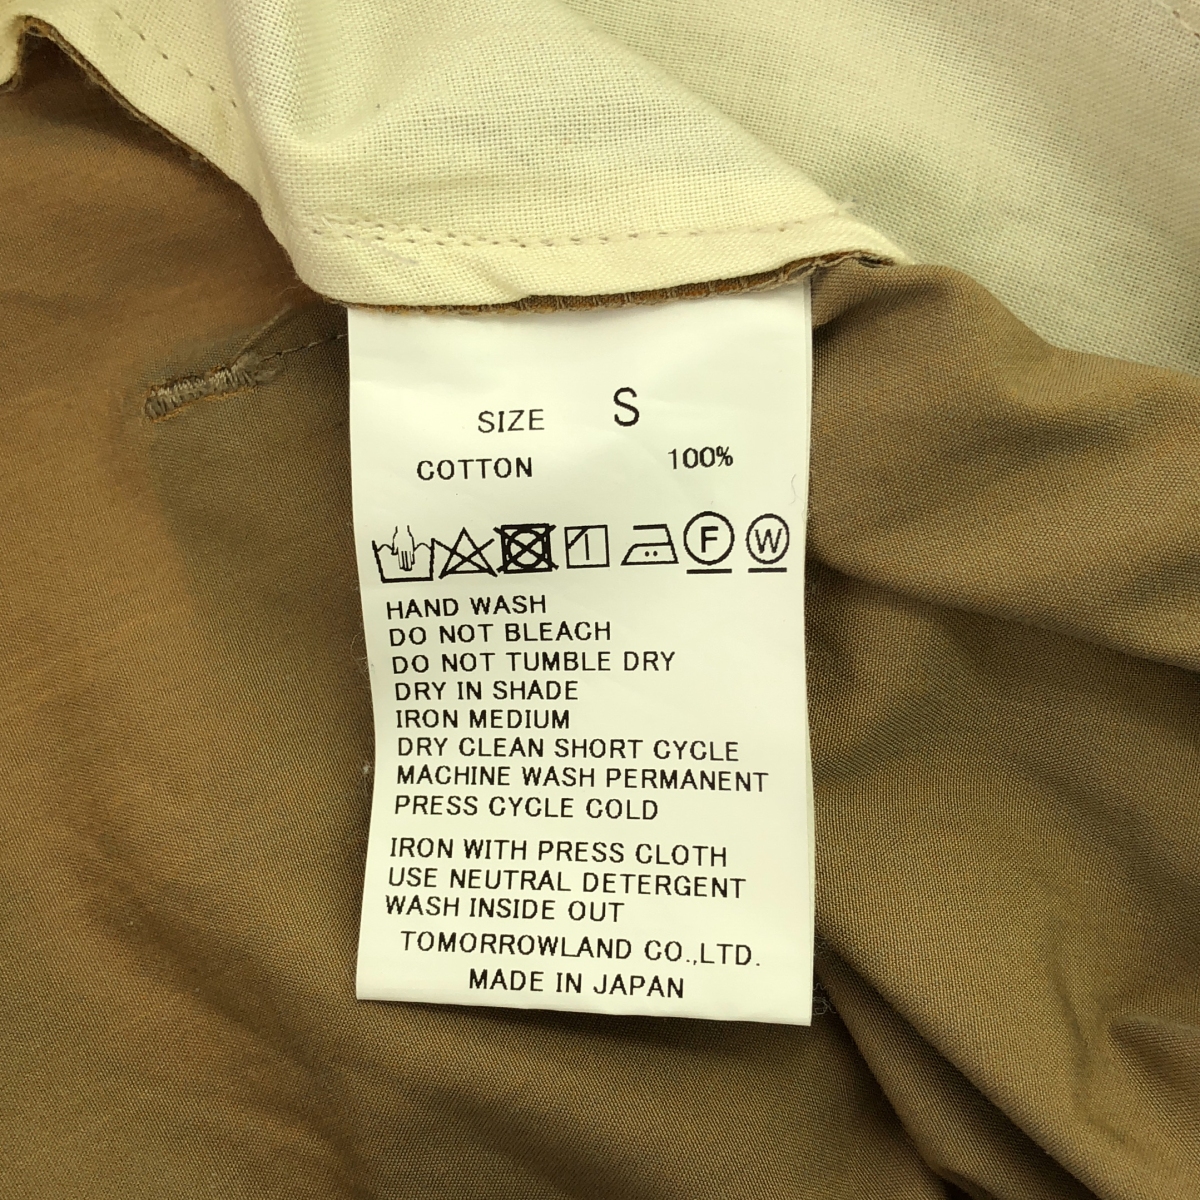 SIZE S
COTTON 100%
F W
HAND WASH
DO NOT BLEACH
DO NOT TUMBLE DRY
DRY IN SHADE
IRON MEDIUM
DRY CLEAN SHORT CYCLE
MACHINE WASH PERMANENT
PRESS CYCLE COLD
IRON WITH PRESS CLOTH
USE NEUTRAL DETERGENT
WASH INSIDE OUT
TOMORROWLAND CO.,LTD.
MADE IN JAPAN